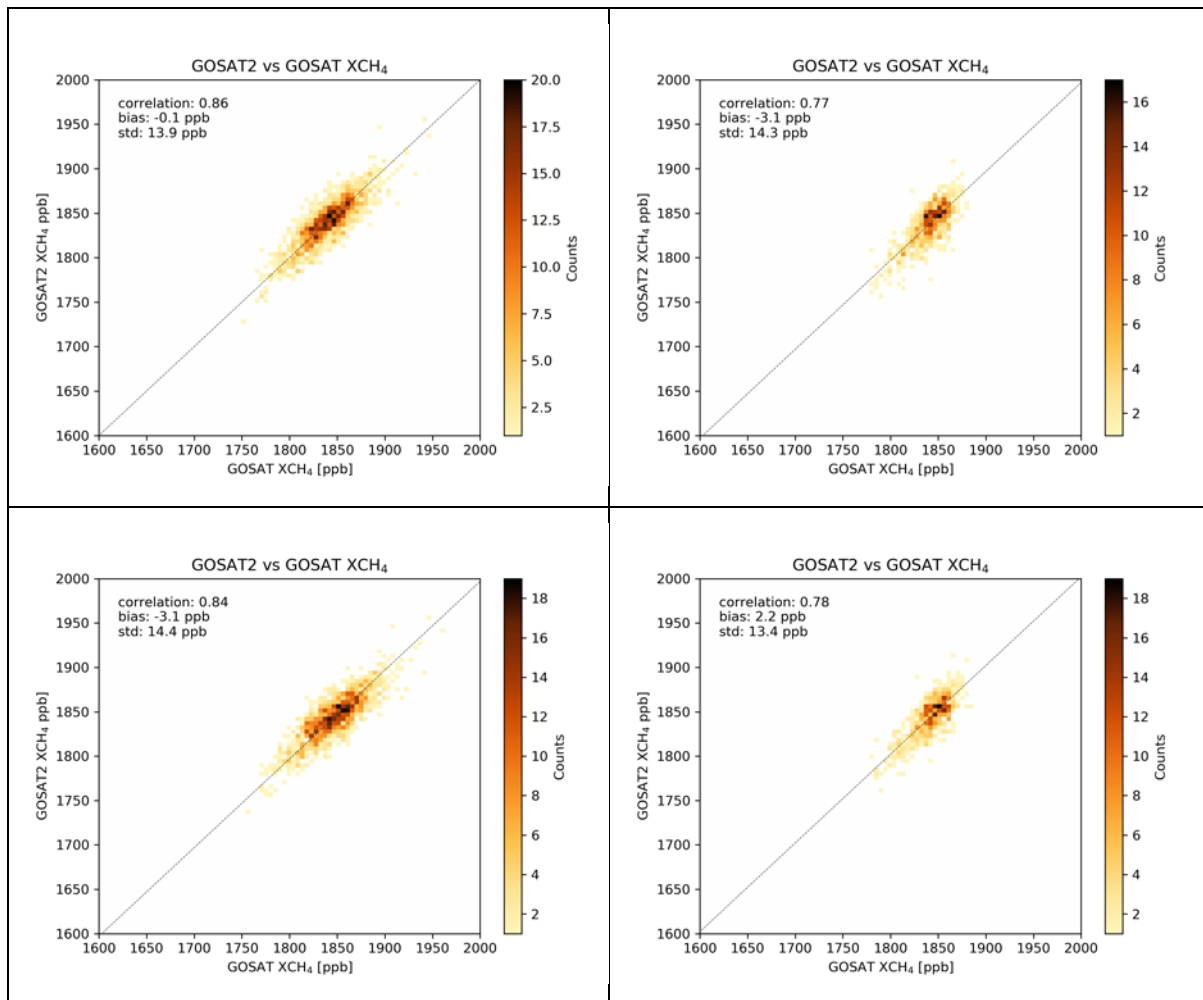 GOSAT2 vs GOSAT XCH₄
correlation: 0.86
bias: -0.1 ppb
std: 13.9 ppb
2000
1950
1900
1850
1800
1750
1700
1650
1600
GOSAT2 XCH₄ ppb]
1600 1650 1700 1750 1800 1850 1900 1950 2000
GOSAT XCH₄ [ppb]
20.0
17.5
15.0
12.5
10.0
7.5
5.0
2.5
Counts
GOSAT2 vs GOSAT XCH₄
correlation: 0.77
bias: -3.1 ppb
std: 14.3 ppb
2000
1950
1900
1850
1800
1750
1700
1650
1600
GOSAT2 XCH₄ ppb]
1600 1650 1700 1750 1800 1850 1900 1950 2000
GOSAT XCH₄ [ppb]
16
14
12
10
8
6
4
2
Counts
GOSAT2 vs GOSAT XCH₄
correlation: 0.84
bias: -3.1 ppb
std: 14.4 ppb
2000
1950
1900
1850
1800
1750
1700
1650
1600
GOSAT2 XCH₄ ppb]
1600 1650 1700 1750 1800 1850 1900 1950 2000
GOSAT XCH₄ [ppb]
18
16
14
12
10
8
6
4
2
Counts
GOSAT2 vs GOSAT XCH₄
correlation: 0.78
bias: 2.2 ppb
std: 13.4 ppb
2000
1950
1900
1850
1800
1750
1700
1650
1600
GOSAT2 XCH₄ ppb]
1600 1650 1700 1750 1800 1850 1900 1950 2000
GOSAT XCH₄ [ppb]
18
16
14
12
10
8
6
4
2
Counts